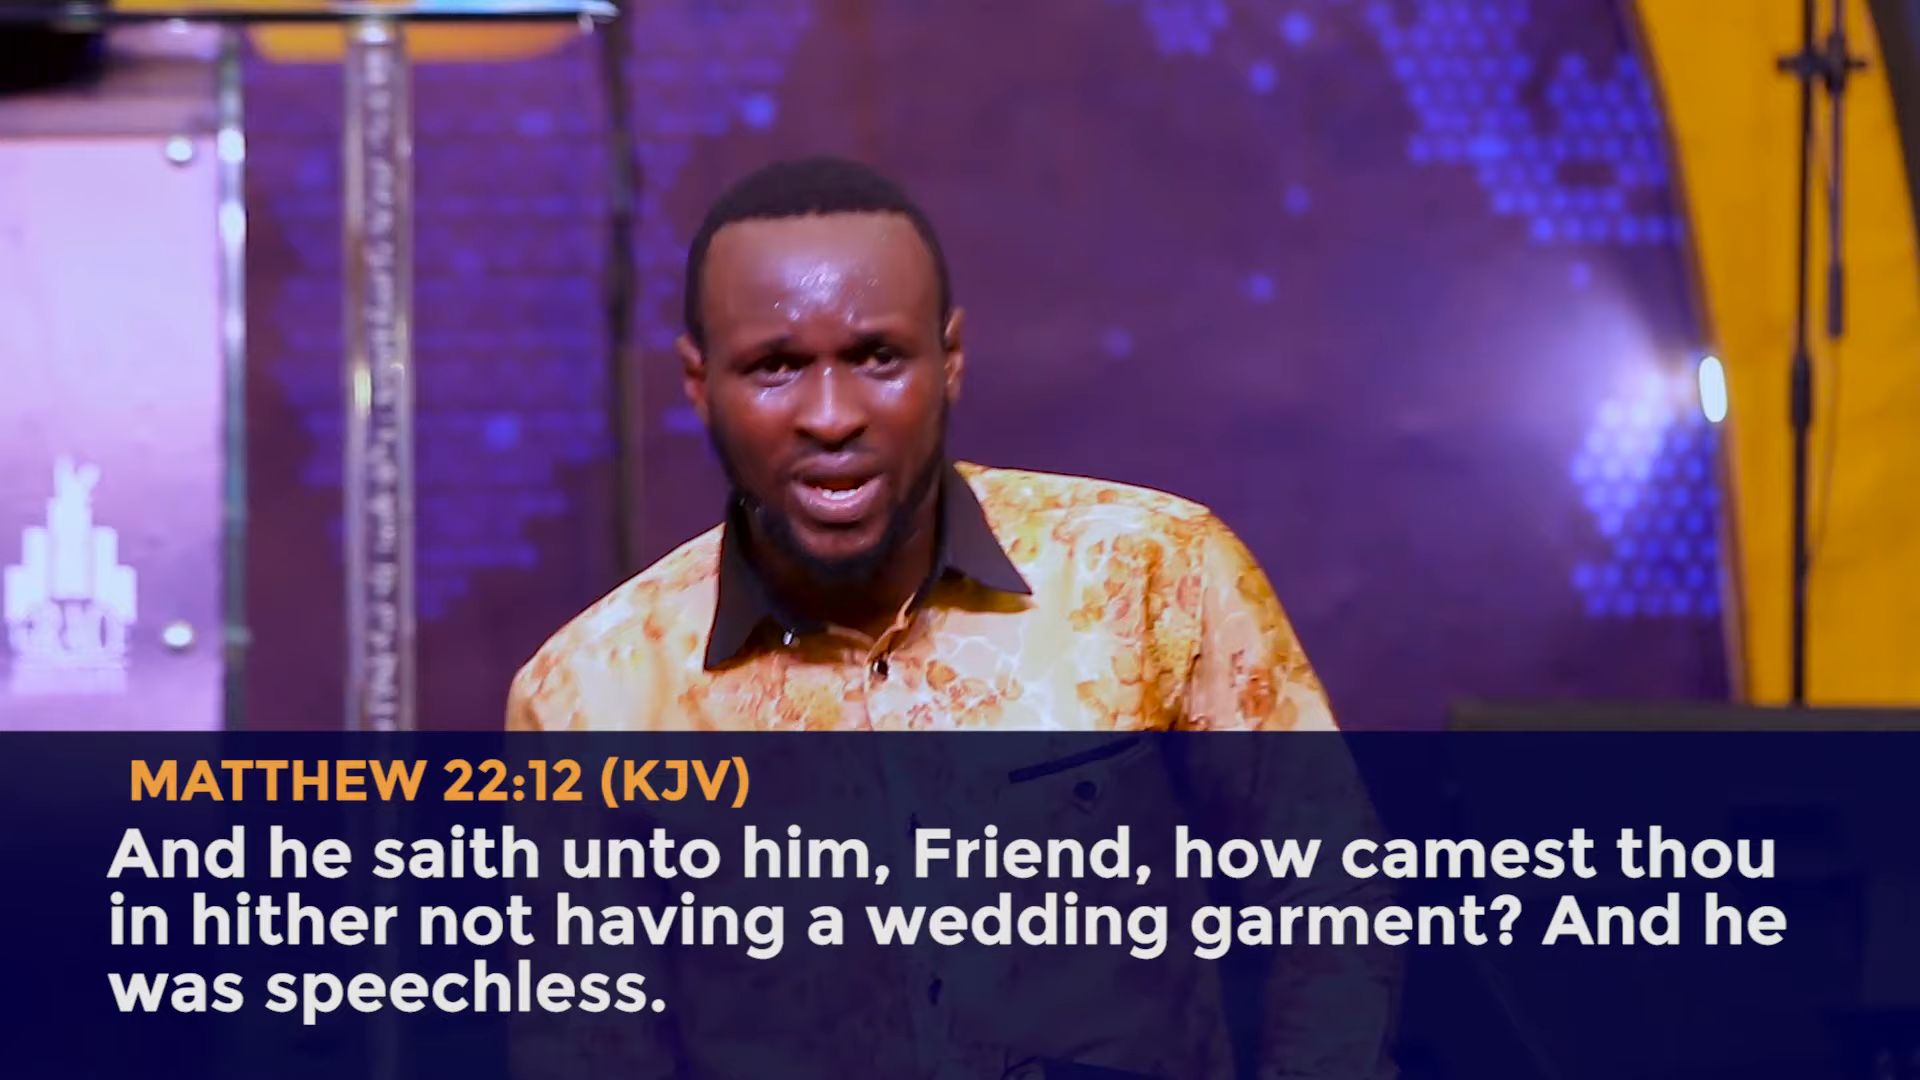 MATTHEW 22:12 (KJV)
And he saith unto him, Friend, how camest thou
in hither not having a wedding garment? And he
was speechless.